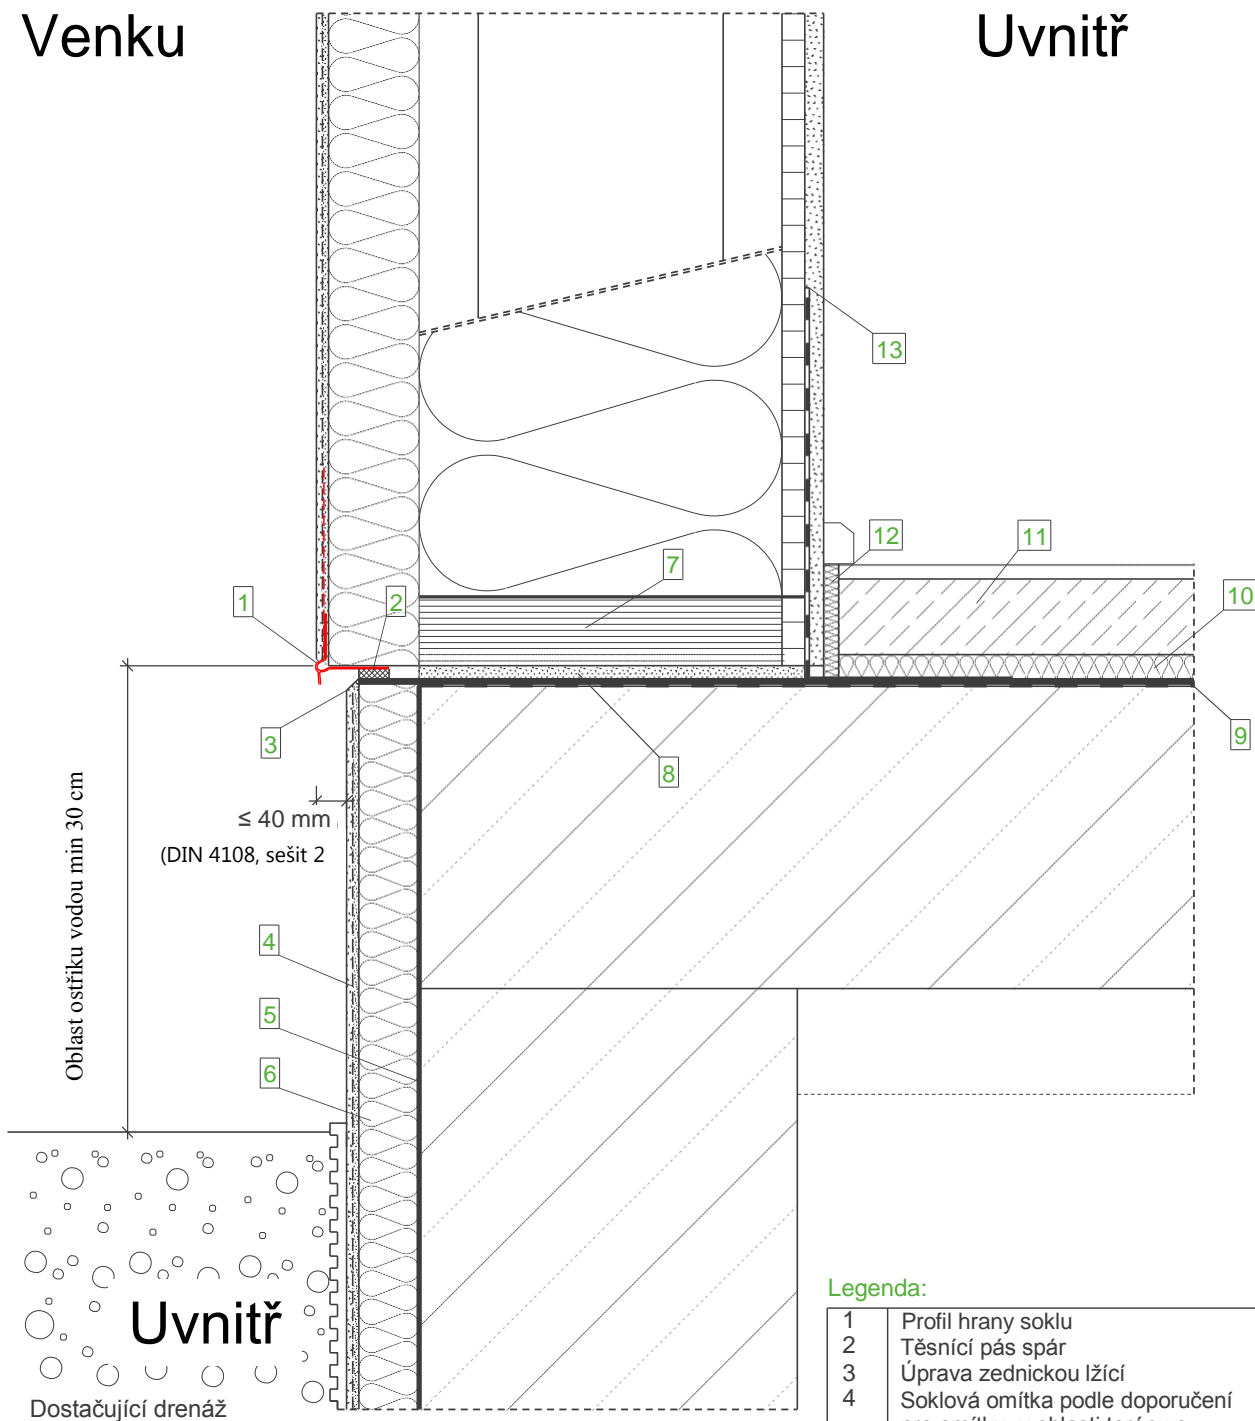 Venku
Uvnitř
13
12
11
7
10
1
2
3
9
8
≤ 40 mm
(DIN 4108, sešit 2
Oblast ostřiku vodou min 30 cm
4
5
6
Uvnitř
Dostačující drenáž
Legenda:
1 Profil hrany soklu
2 Těsnící pás spár
3 Úprava zednickou lžící
4 Soklová omítka podle doporučení